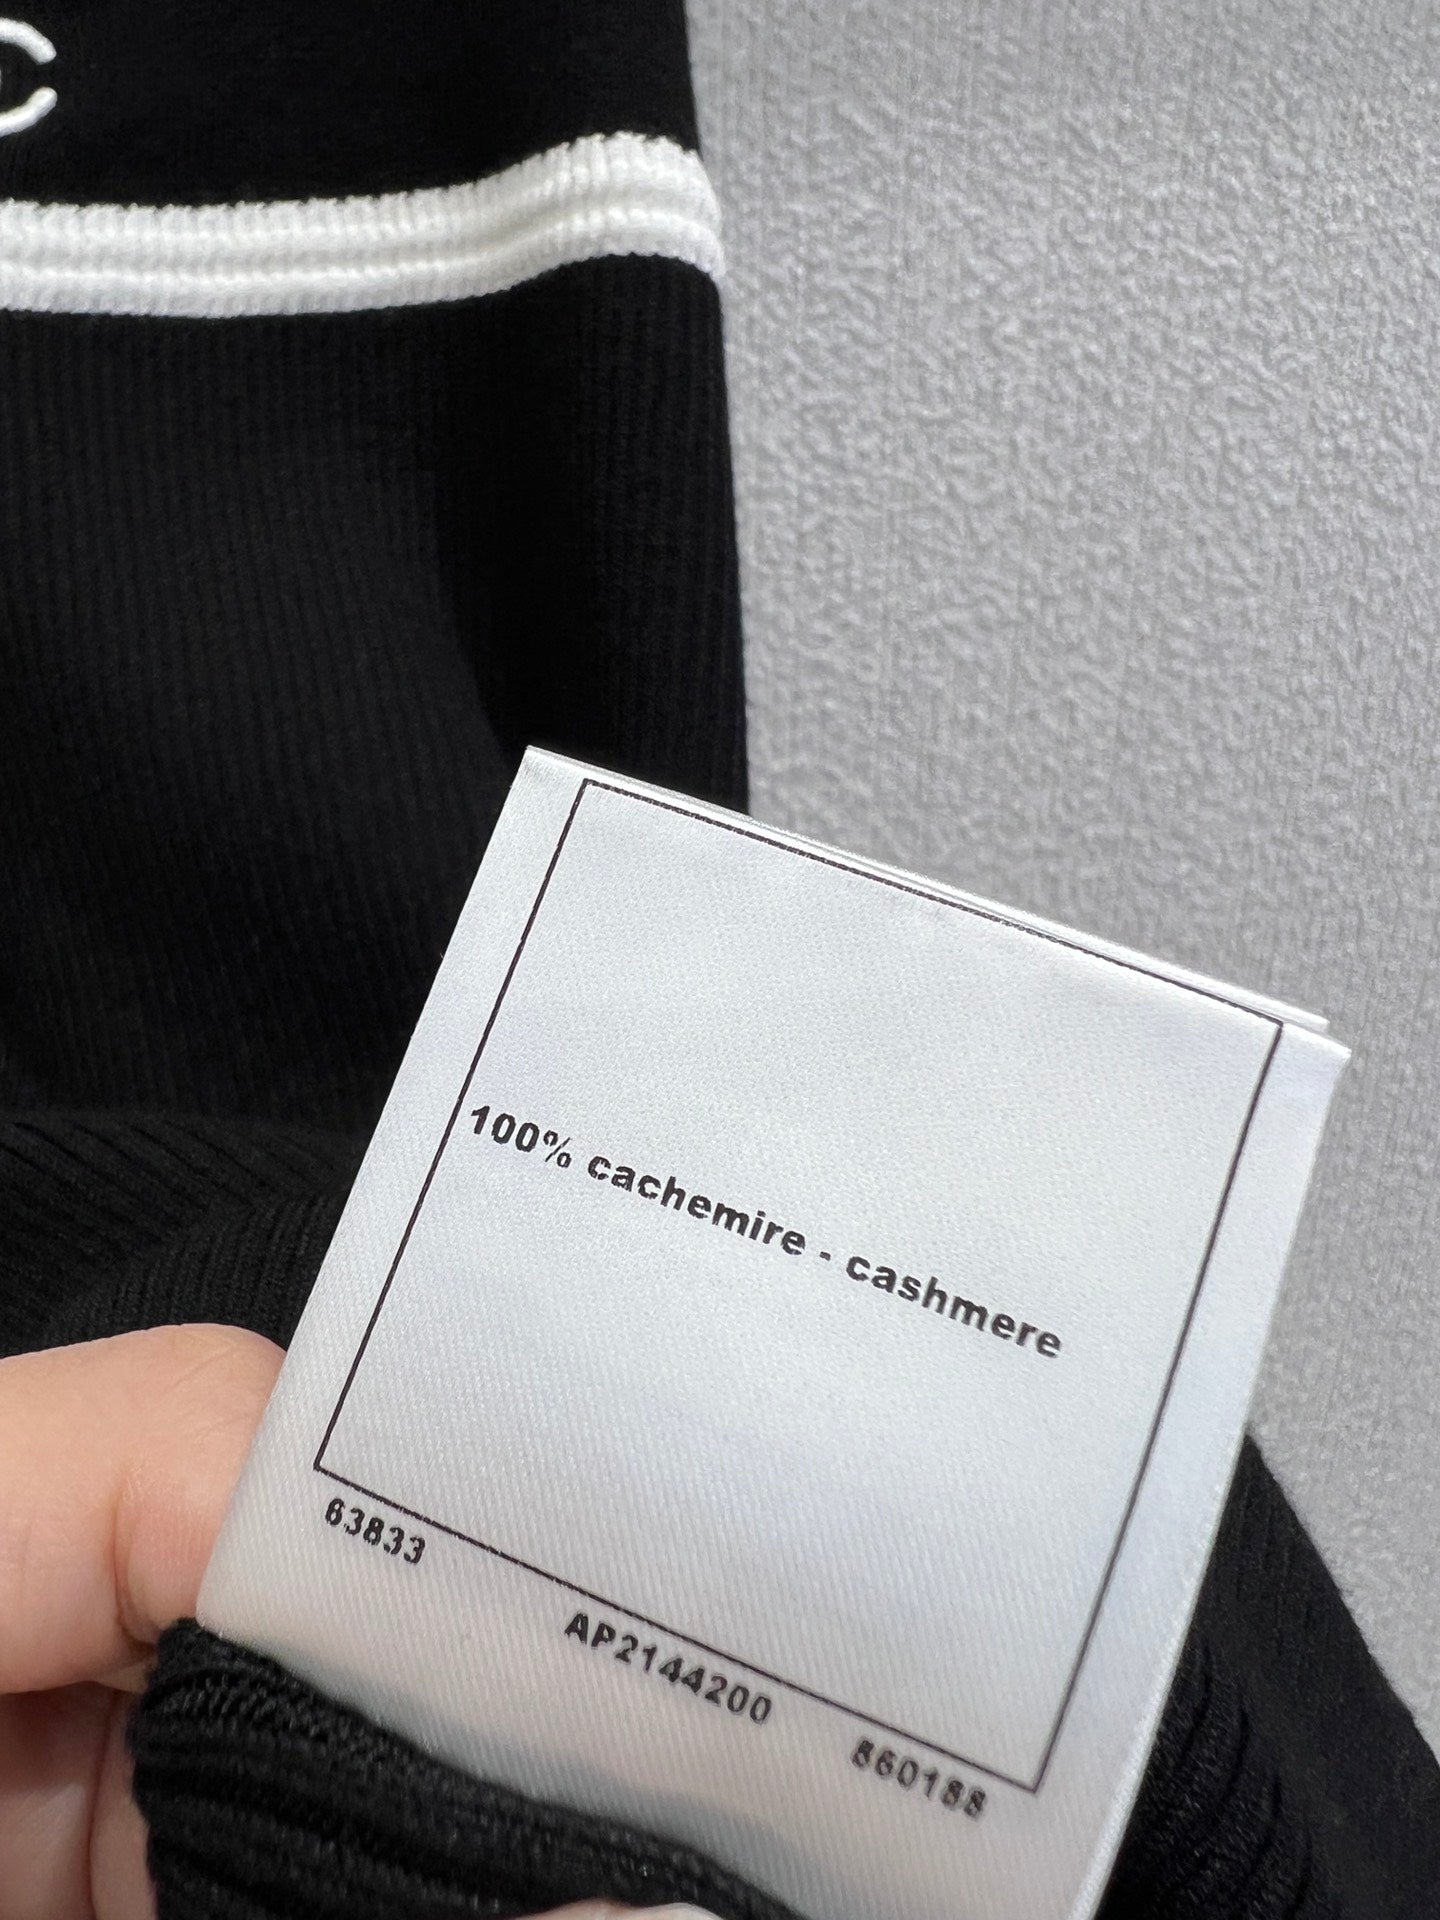 100% cachemire - cashmere
63833
AP2144200
860188